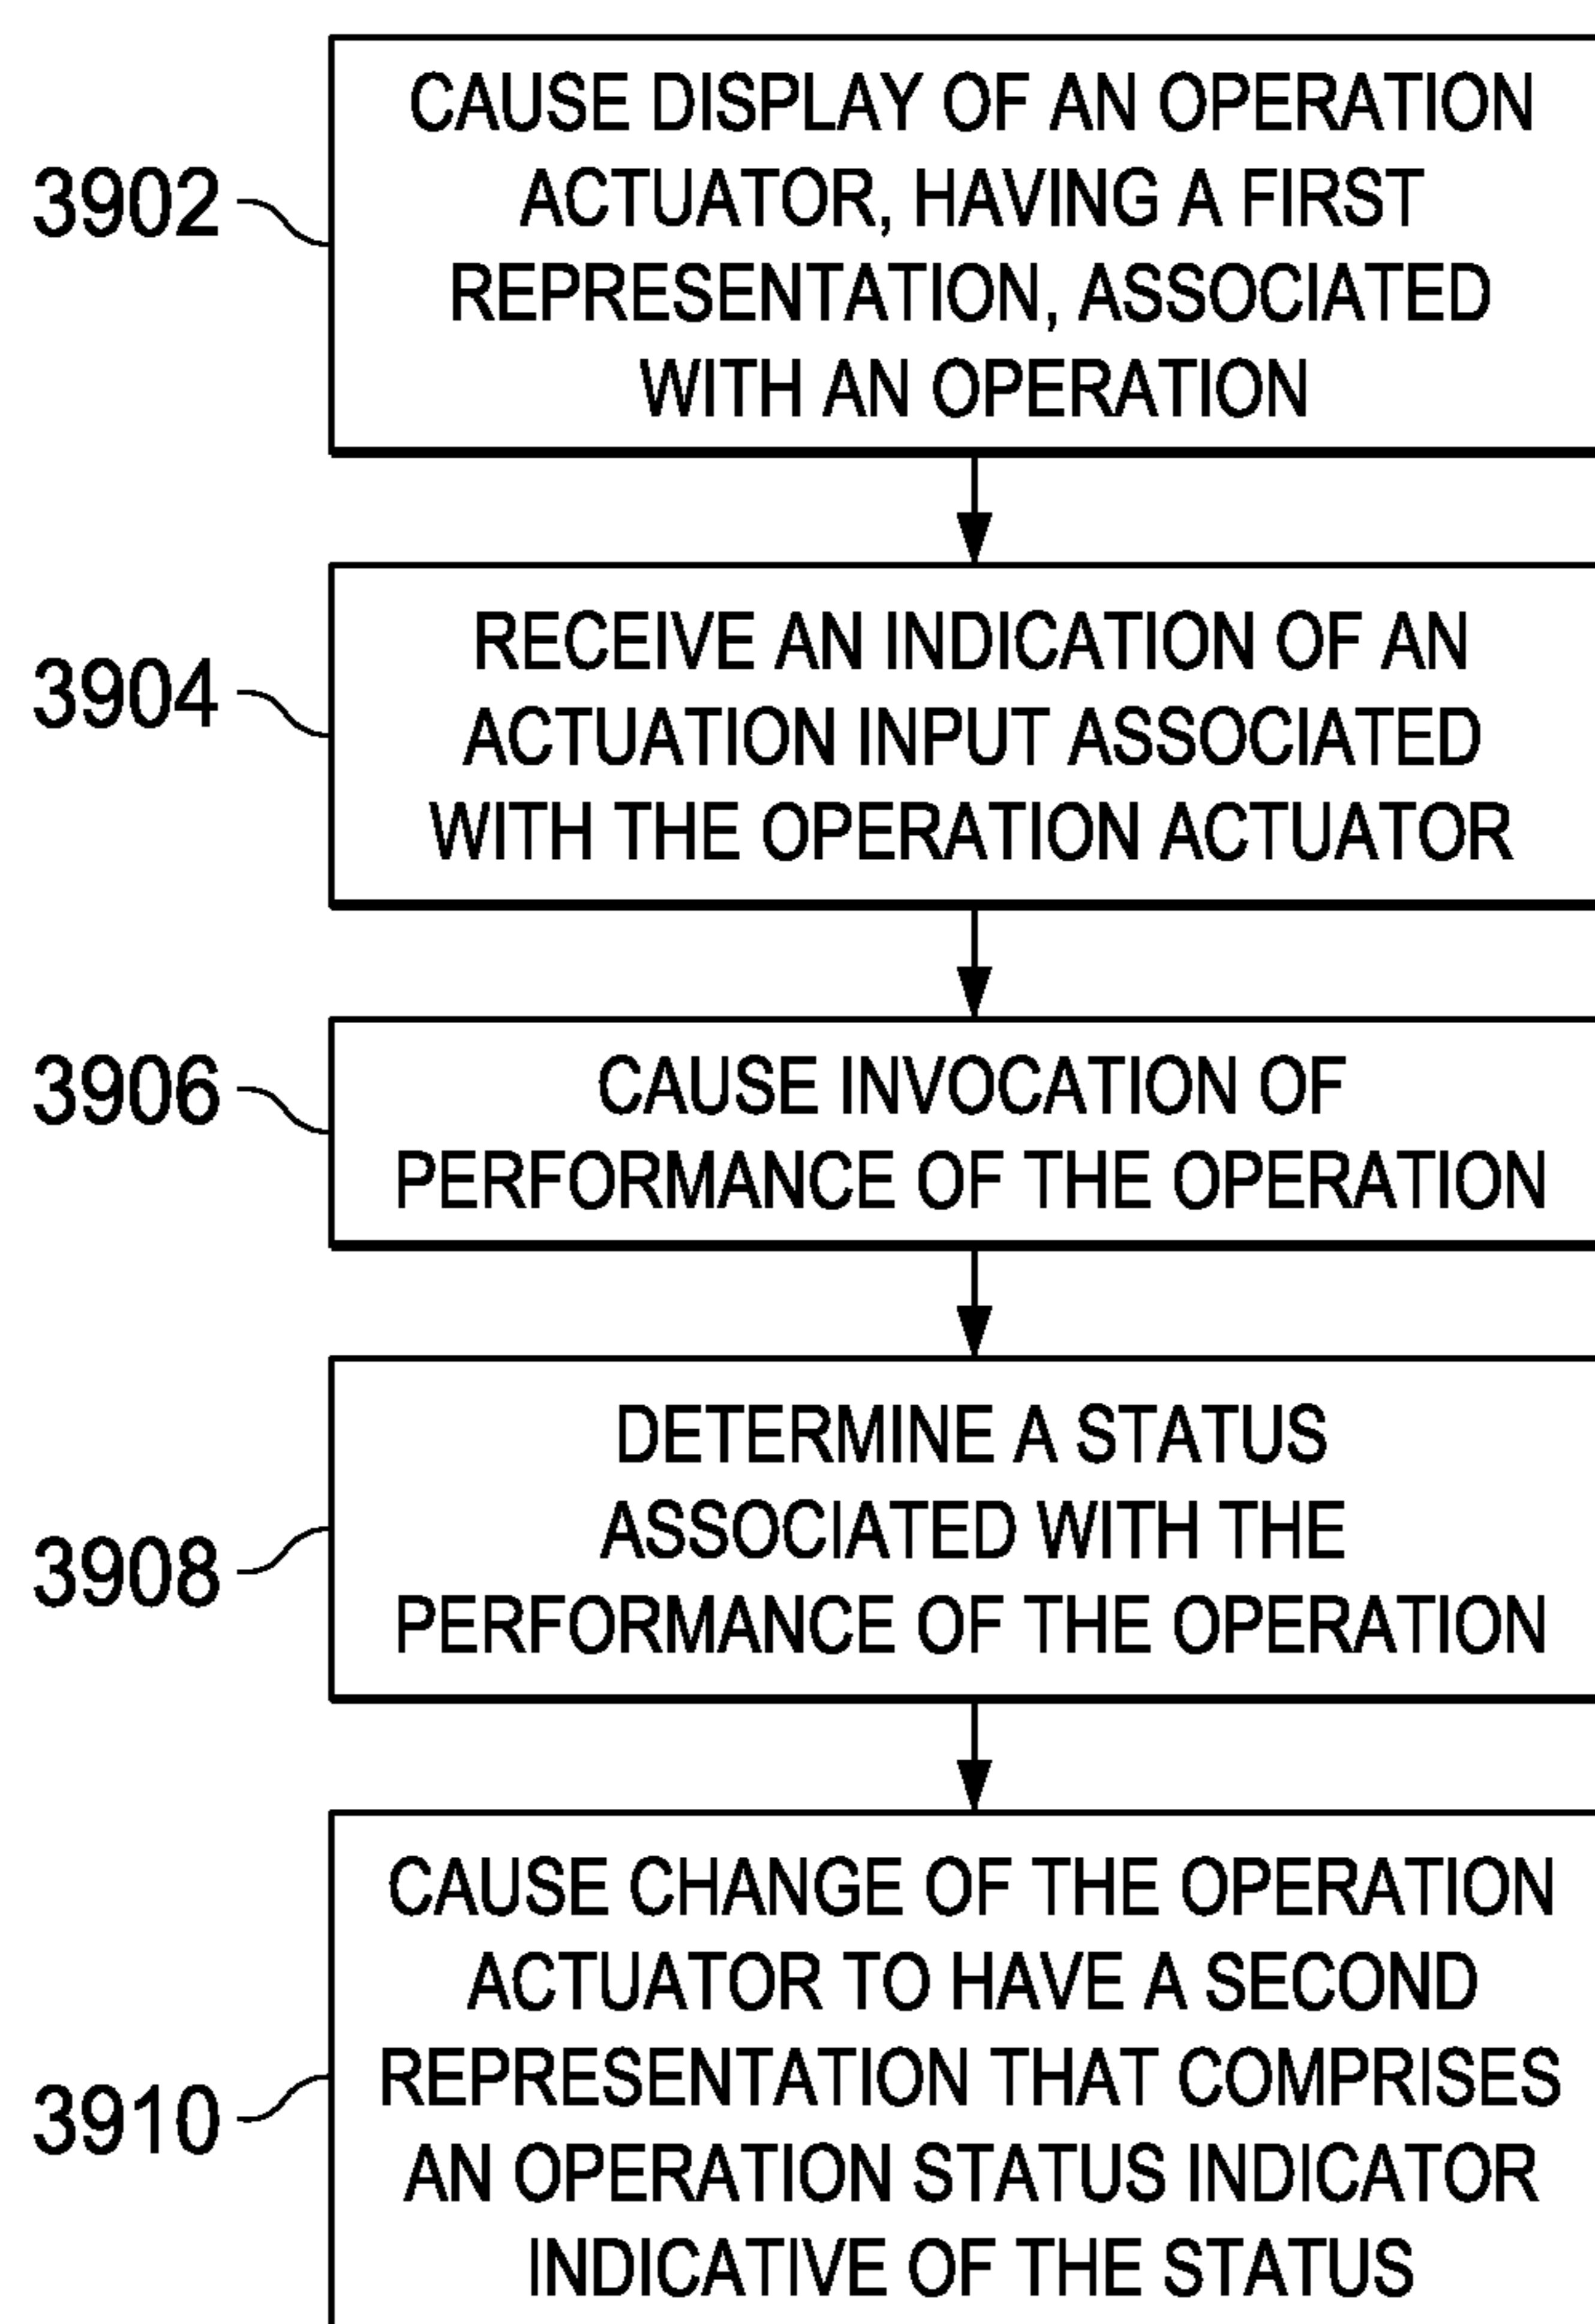 CAUSE DISPLAY OF AN OPERATION
ACTUATOR, HAVING A FIRST
REPRESENTATION, ASSOCIATED
WITH AN OPERATION
3902
RECEIVE AN INDICATION OF AN
ACTUATION INPUT ASSOCIATED
WITH THE OPERATION ACTUATOR
3904
CAUSE INVOCATION OF
PERFORMANCE OF THE OPERATION
3906
DETERMINE A STATUS
ASSOCIATED WITH THE
PERFORMANCE OF THE OPERATION
3908
CAUSE CHANGE OF THE OPERATION
ACTUATOR TO HAVE A SECOND
REPRESENTATION THAT COMPRISES
AN OPERATION STATUS INDICATOR
INDICATIVE OF THE STATUS
3910